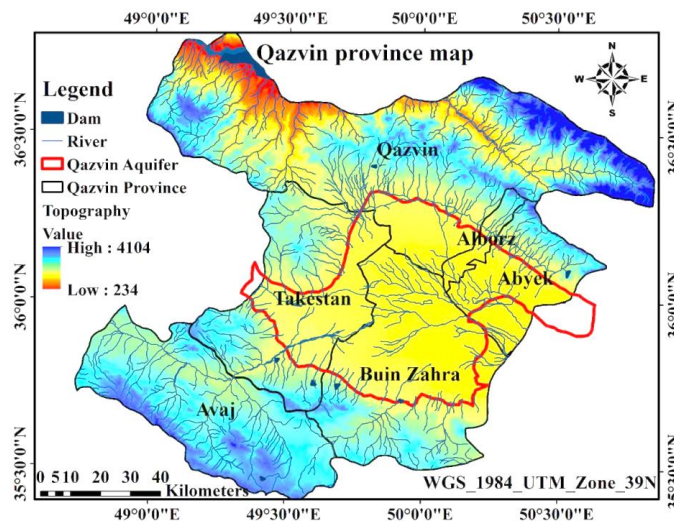 49°0'0"E 49°30'0"E 50°0'0"E 50°30'0"E
Qazvin province map
N
W E
S
Legend
Dam
River
Qazvin Aquifer
Qazvin Province
Topography
Value
High : 4104
Low : 234
36°30'0"N
36°0'0"N
35°30'0"N
36°30'0"N
36°0'0"N
35°30'0"N
Qazvin
Alborz
Abyek
Takestan
Buin Zahra
Avaj
WGS_1984_UTM_Zone_39N
0 5 10 20 30 40
Kilometers
49°0'0"E 49°30'0"E 50°0'0"E 50°30'0"E